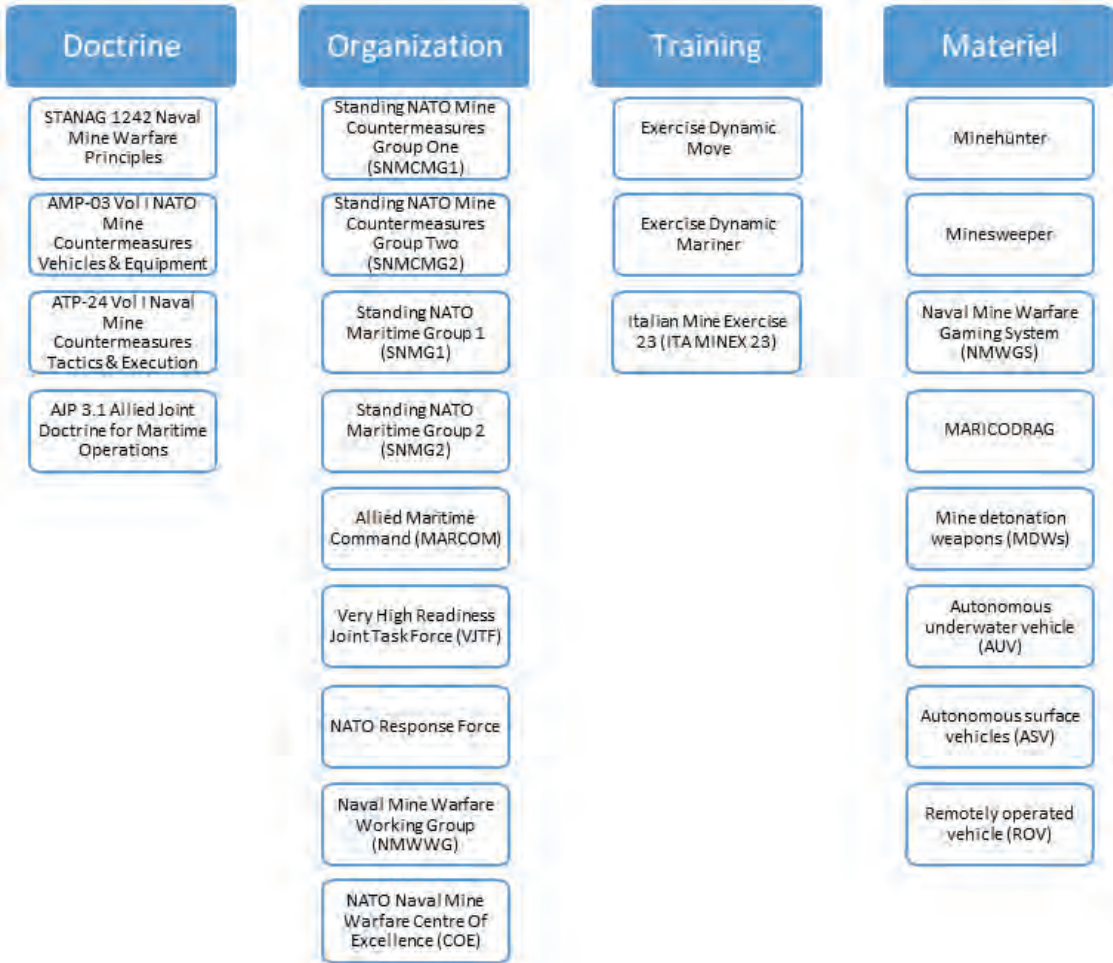 Doctrine
STANAG 1242 Naval
Mine Warfare
Principles
AMP-03 Vol I NATO
Mine
Countermeasures
Vehicles & Equipment
ATP-24 Vol I Naval
Mine
Countermeasures
Tactics & Execution
AJP 3.1 Allied Joint
Doctrine for Maritime
Operations
Organization
Standing NATO Mine
Countermeasures
Group One
(SNMCMG1)
Standing NATO Mine
Countermeasures
Group Two
(SNMCMG2)
Standing NATO
Maritime Group 1
(SNMG1)
Standing NATO
Maritime Group 2
(SNMG2)
Allied Maritime
Command (MARCOM)
Very High Readiness
Joint Task Force (VJTF)
NATO Response Force
Naval Mine Warfare
Working Group
(NMWWG)
NATO Naval Mine
Warfare Centre Of
Excellence (COE)
Training
Exercise Dynamic
Move
Exercise Dynamic
Mariner
Italian Mine Exercise
23 (ITA MINEX 23)
Materiel
Minehunter
Minesweeper
Naval Mine Warfare
Gaming System
(NMWGS)
MARICODRAG
Mine detonation
weapons (MDWs)
Autonomous
underwater vehicle
(AUV)
Autonomous surface
vehicles (ASV)
Remotely operated
vehicle (ROV)